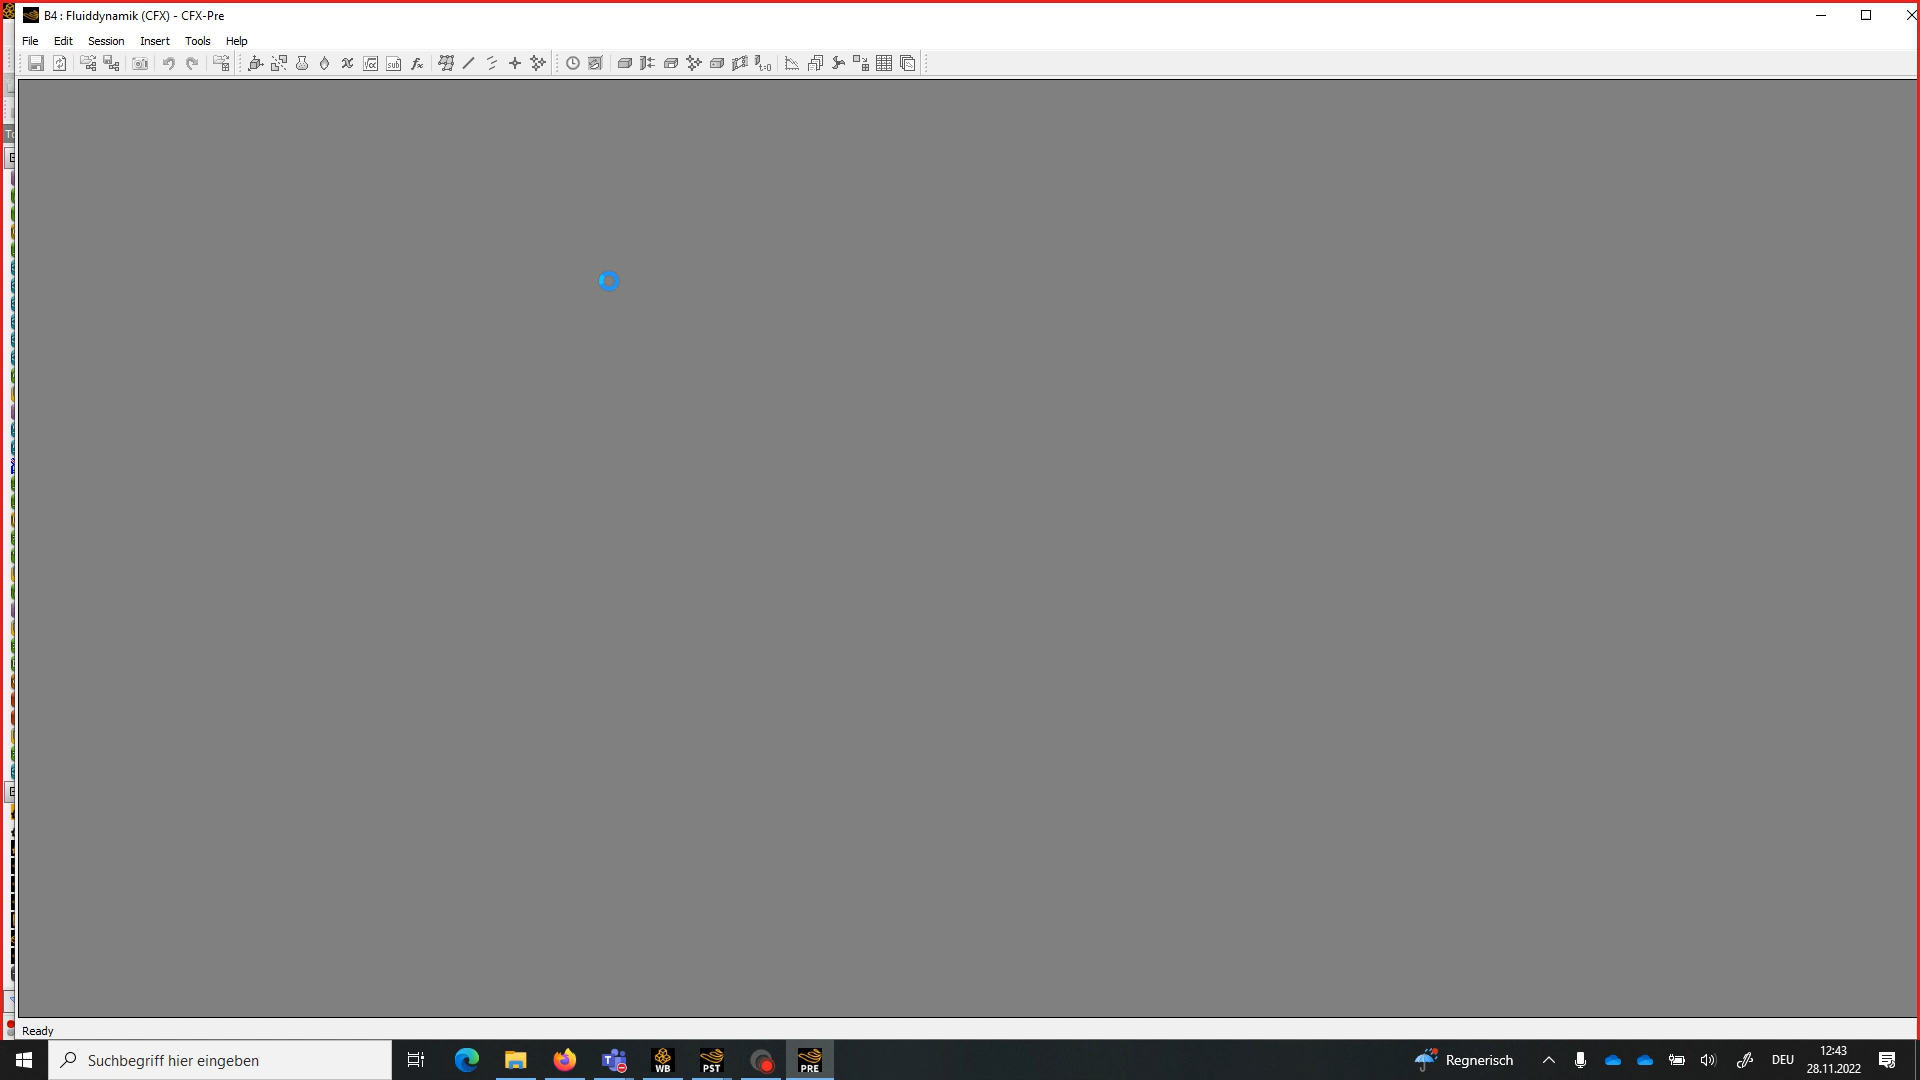 B4 : Fluiddynamik (CFX) - CFX-Pre
File Edit Session Insert Tools Help
Ready
Suchbegriff hier eingeben
WB
PST
PRE
Regnerisch
DEU
12:43
28.11.2022